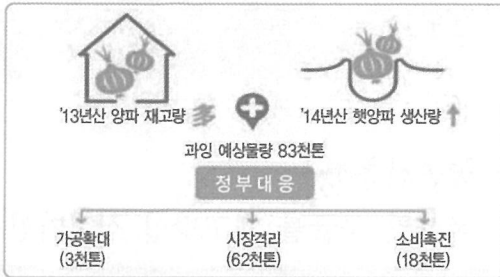 '13년산 양파 재고량 多 '14년산 햇양파 생산량
과잉 예상물량 83천톤
정부대응
가공확대 시장격리 소비촉진
(3천톤) (62천톤) (18천톤)